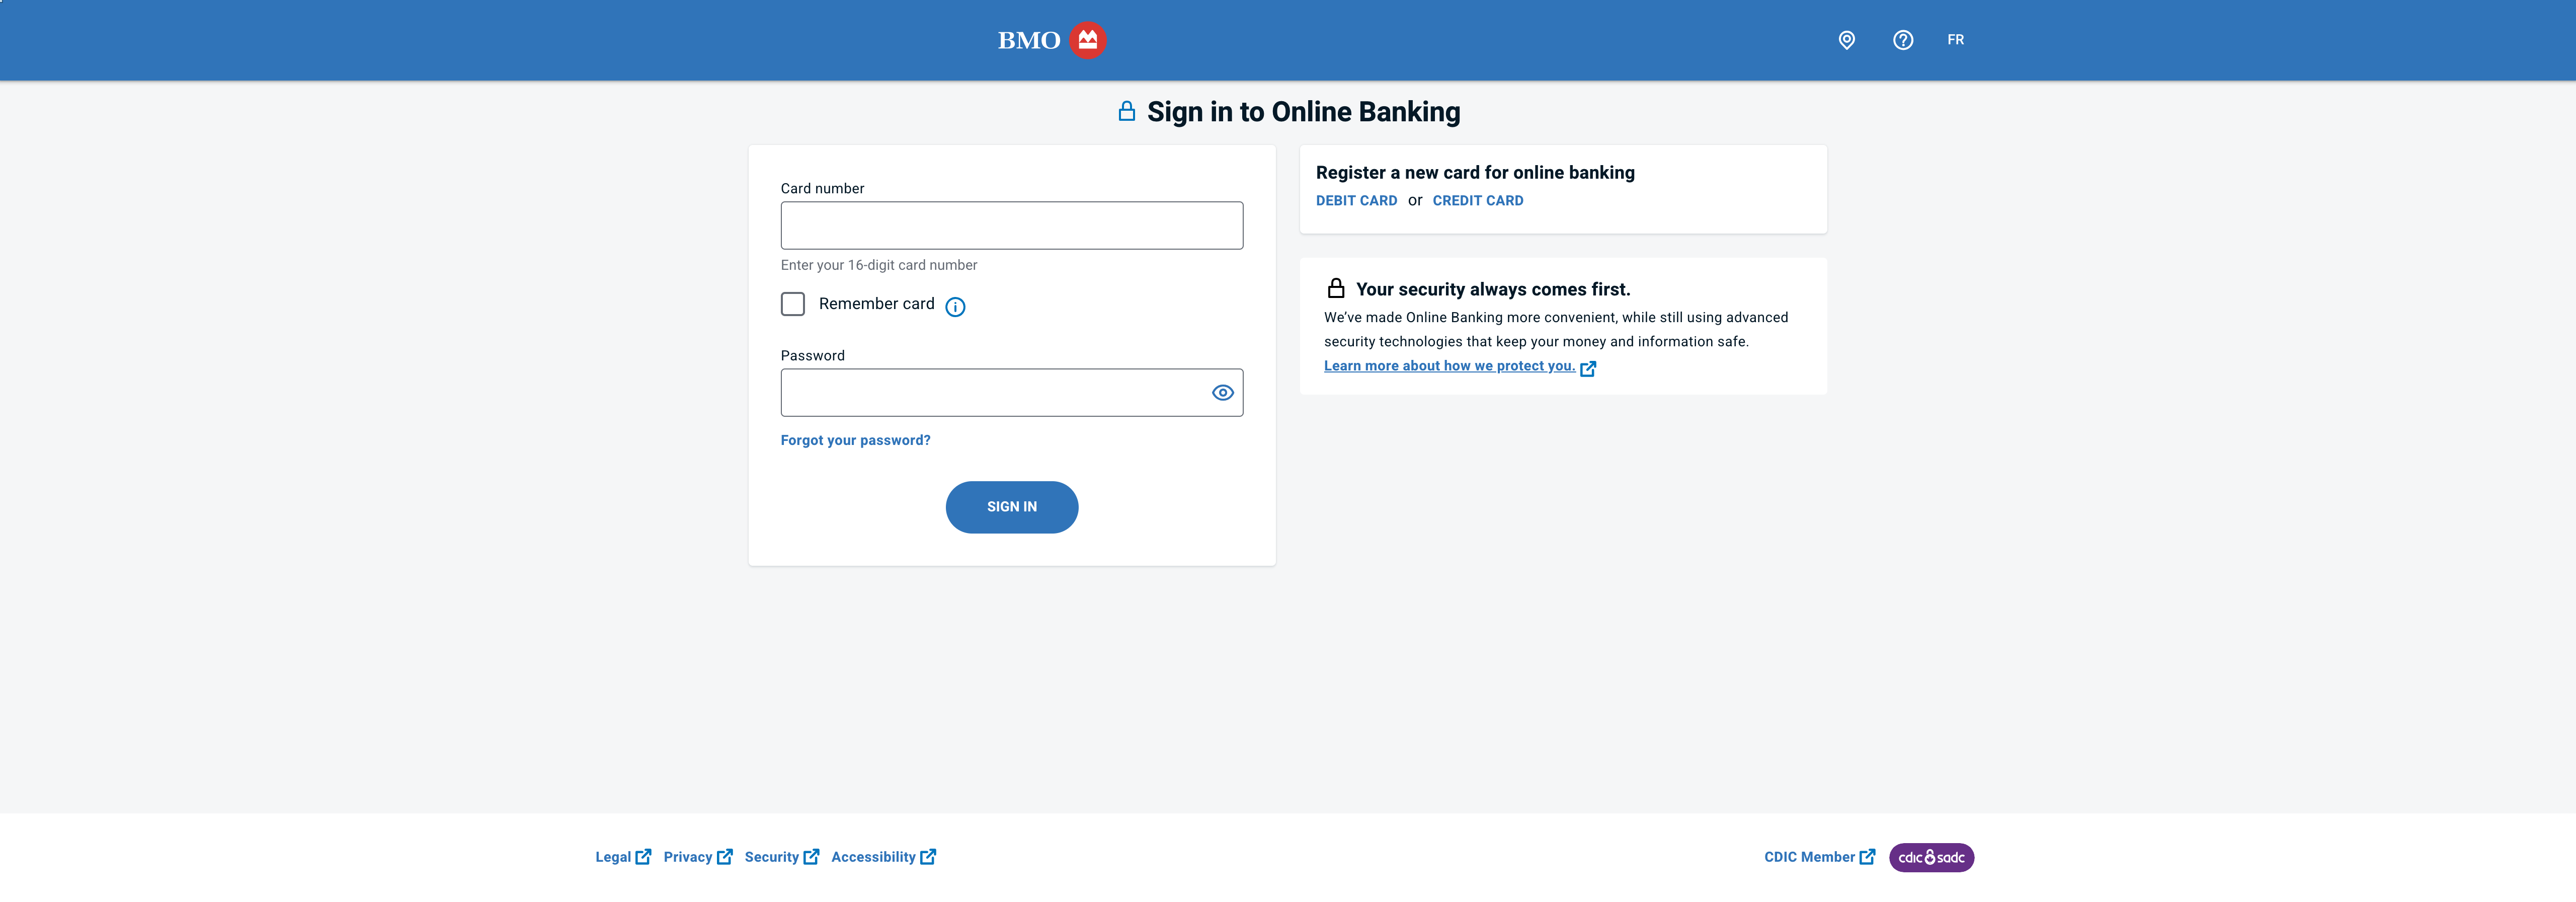 BMO
FR
Sign in to Online Banking
Card number
Enter your 16-digit card number
Remember card
Password
Forgot your password?
SIGN IN
Register a new card for online banking
DEBIT CARD or CREDIT CARD
Your security always comes first.
We’ve made Online Banking more convenient, while still using advanced
security technologies that keep your money and information safe.
Learn more about how we protect you.
Legal Privacy Security Accessibility
CDIC Member cdic sadc